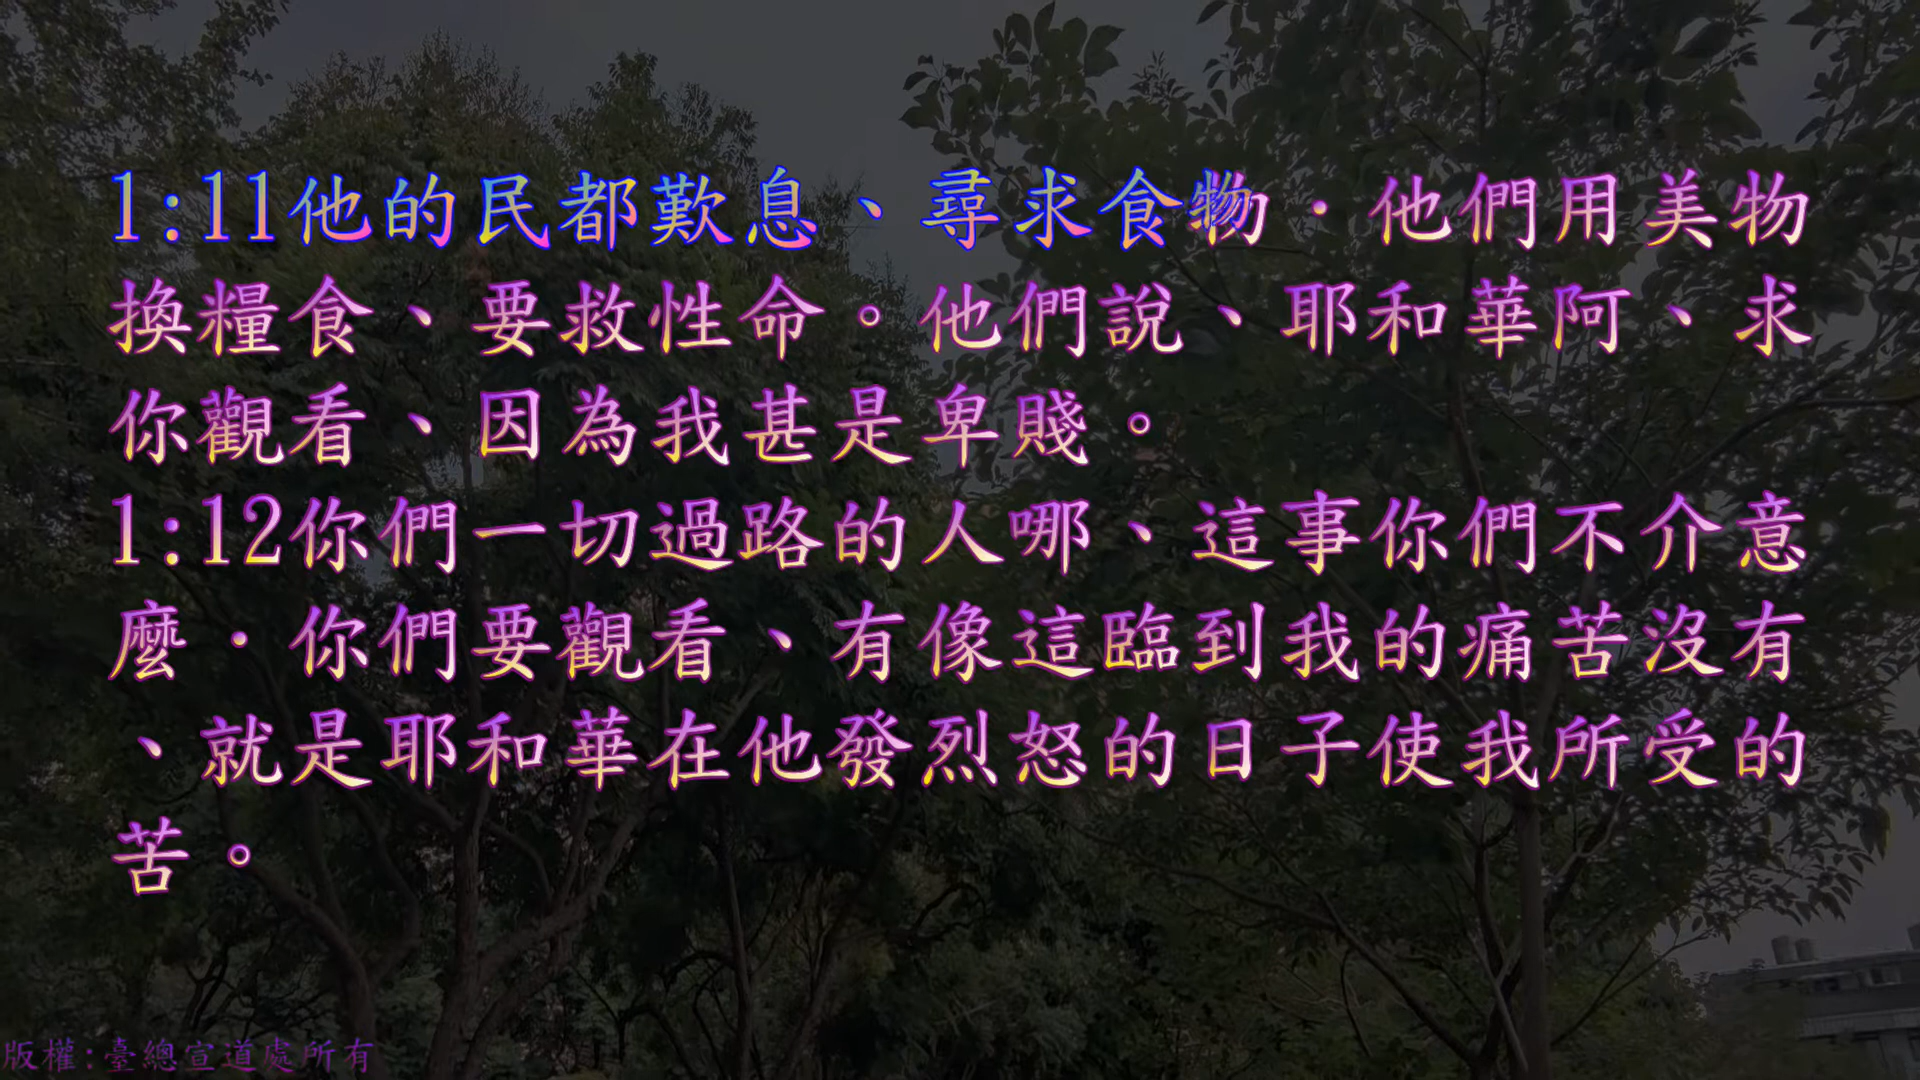 1:11他的民都歎息、尋求食物．他們用美物
換糧食、要救性命。他們說、耶和華阿、求
你觀看、因為我甚是卑賤。
1:12你們一切過路的人哪、這事你們不介意
麼．你們要觀看、有像這臨到我的痛苦沒有
、就是耶和華在他發烈怒的日子使我所受的
苦。
版權:臺總宣道處所有